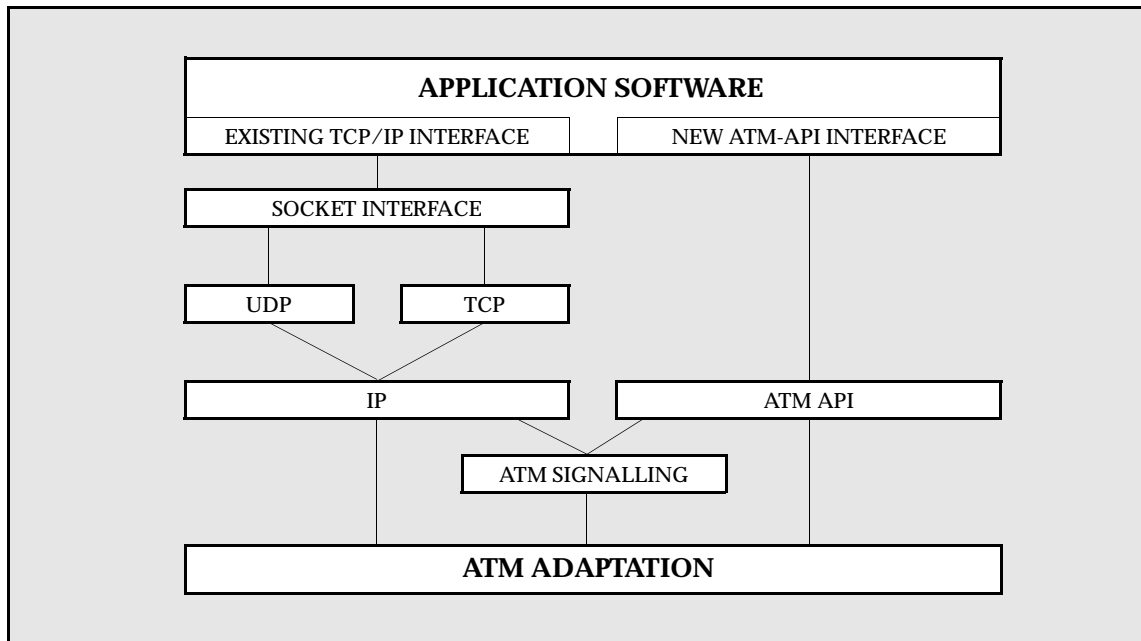 APPLICATION SOFTWARE
EXISTING TCP/IP INTERFACE
NEW ATM-API INTERFACE
SOCKET INTERFACE
UDP
TCP
IP
ATM API
ATM SIGNALLING
ATM ADAPTATION